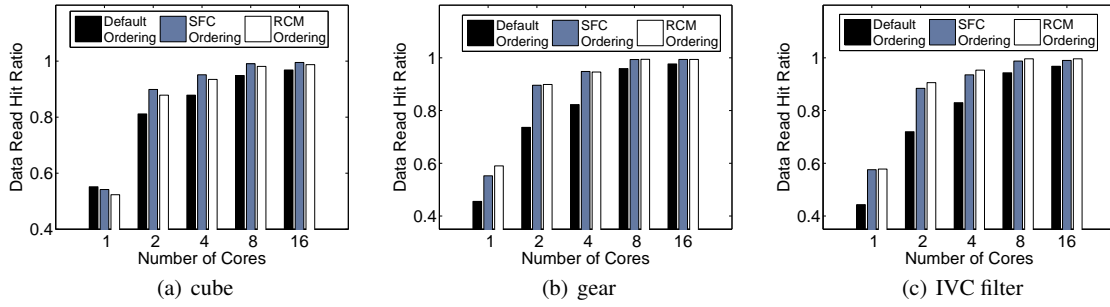 Default Ordering
SFC Ordering
RCM Ordering
Data Read Hit Ratio
1
0.8
0.6
0.4
1 2 4 8 16
Number of Cores
(a) cube
Default Ordering
SFC Ordering
RCM Ordering
Data Read Hit Ratio
1
0.8
0.6
0.4
1 2 4 8 16
Number of Cores
(b) gear
Default Ordering
SFC Ordering
RCM Ordering
Data Read Hit Ratio
1
0.8
0.6
0.4
1 2 4 8 16
Number of Cores
(c) IVC filter